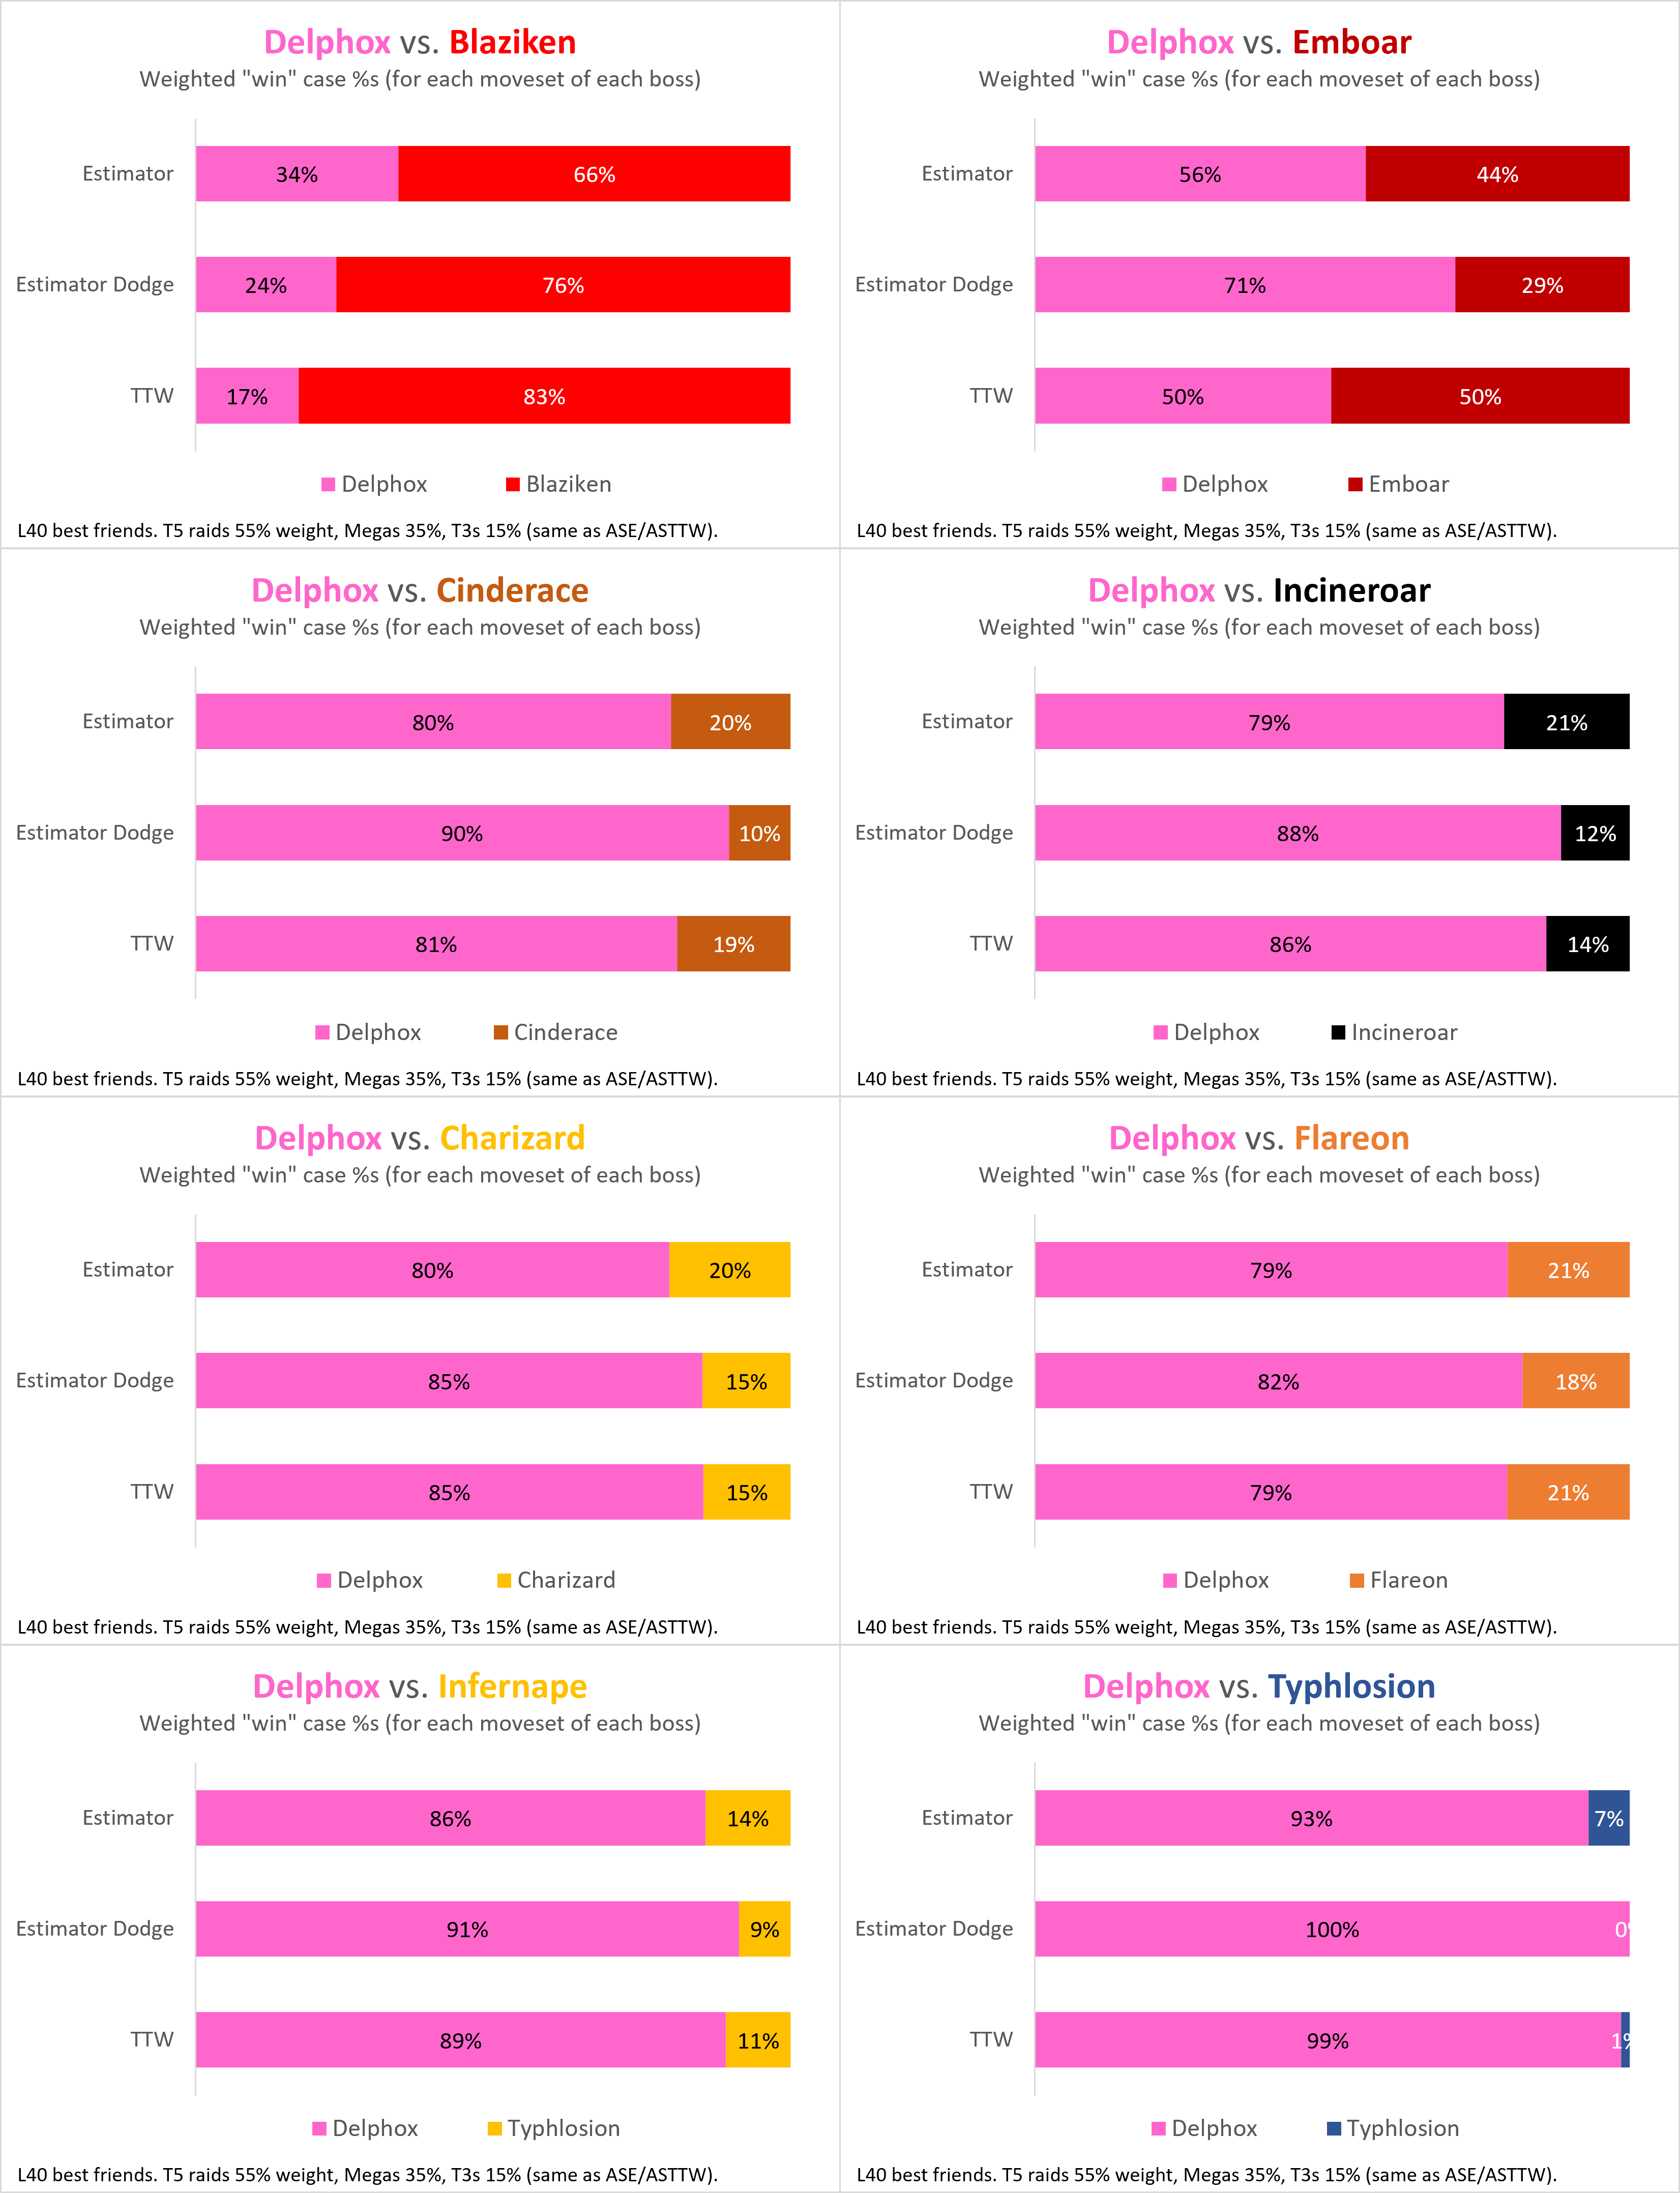 Delphox vs. Blaziken
Weighted "win" case %s (for each moveset of each boss)
Estimator 34% 66%
Estimator Dodge 24% 76%
TTW 17% 83%
Delphox Blaziken
L40 best friends. T5 raids 55% weight, Megas 35%, T3s 15% (same as ASE/ASTTW).
Delphox vs. Emboar
Weighted "win" case %s (for each moveset of each boss)
Estimator 56% 44%
Estimator Dodge 71% 29%
TTW 50% 50%
Delphox Emboar
L40 best friends. T5 raids 55% weight, Megas 35%, T3s 15% (same as ASE/ASTTW).
Delphox vs. Cinderace
Weighted "win" case %s (for each moveset of each boss)
Estimator 80% 20%
Estimator Dodge 90% 10%
TTW 81% 19%
Delphox Cinderace
L40 best friends. T5 raids 55% weight, Megas 35%, T3s 15% (same as ASE/ASTTW).
Delphox vs. Incineroar
Weighted "win" case %s (for each moveset of each boss)
Estimator 79% 21%
Estimator Dodge 88% 12%
TTW 86% 14%
Delphox Incineroar
L40 best friends. T5 raids 55% weight, Megas 35%, T3s 15% (same as ASE/ASTTW).
Delphox vs. Charizard
Weighted "win" case %s (for each moveset of each boss)
Estimator 80% 20%
Estimator Dodge 85% 15%
TTW 85% 15%
Delphox Charizard
L40 best friends. T5 raids 55% weight, Megas 35%, T3s 15% (same as ASE/ASTTW).
Delphox vs. Flareon
Weighted "win" case %s (for each moveset of each boss)
Estimator 79% 21%
Estimator Dodge 82% 18%
TTW 79% 21%
Delphox Flareon
L40 best friends. T5 raids 55% weight, Megas 35%, T3s 15% (same as ASE/ASTTW).
Delphox vs. Infernape
Weighted "win" case %s (for each moveset of each boss)
Estimator 86% 14%
Estimator Dodge 91% 9%
TTW 89% 11%
Delphox Typhlosion
L40 best friends. T5 raids 55% weight, Megas 35%, T3s 15% (same as ASE/ASTTW).
Delphox vs. Typhlosion
Weighted "win" case %s (for each moveset of each boss)
Estimator 93% 7%
Estimator Dodge 100% 0%
TTW 99% 1%
Delphox Typhlosion
L40 best friends. T5 raids 55% weight, Megas 35%, T3s 15% (same as ASE/ASTTW).